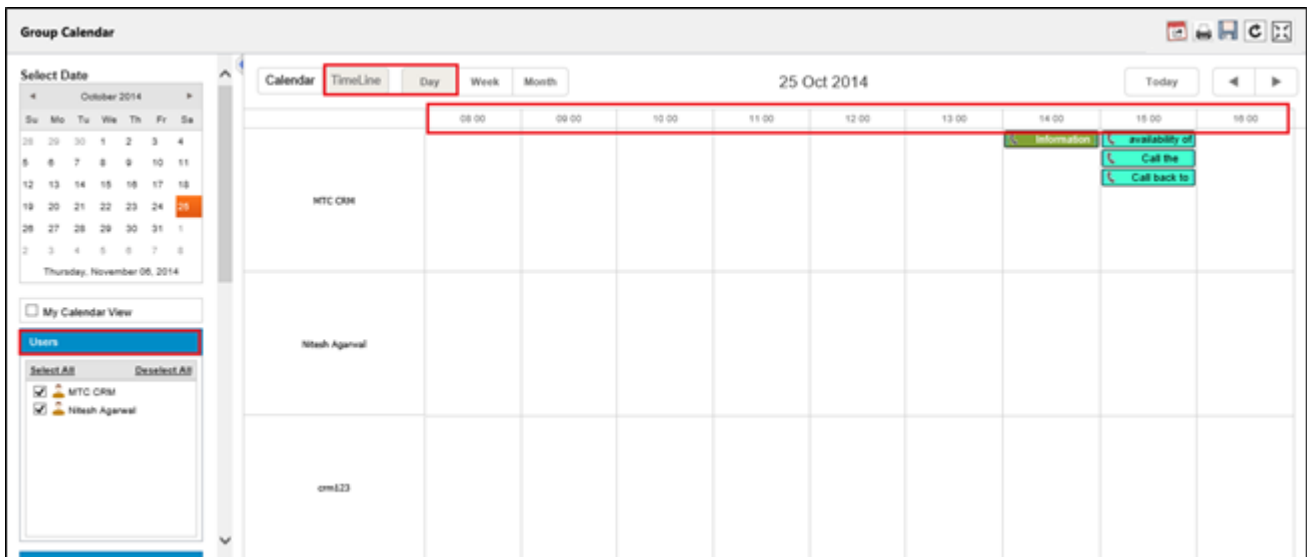 Group Calendar
Select Date
October 2014
Su Mo Tu We Th Fr Sa
28 29 30 1 2 3 4
5 6 7 8 9 10 11
12 13 14 15 16 17 18
19 20 21 22 23 24 25
26 27 28 29 30 31 1
2 3 4 5 6 7 8
Thursday, November 06, 2014
My Calendar View
Users
Select All Deselect All
MTC CRM
Nitesh Agarwal
Calendar TimeLine Day Week Month 25 Oct 2014 Today
08:00 09:00 10:00 11:00 12:00 13:00 14:00 15:00 16:00
MTC CRM
Information availability of
Call the
Call back to
Nitesh Agarwal
crm123